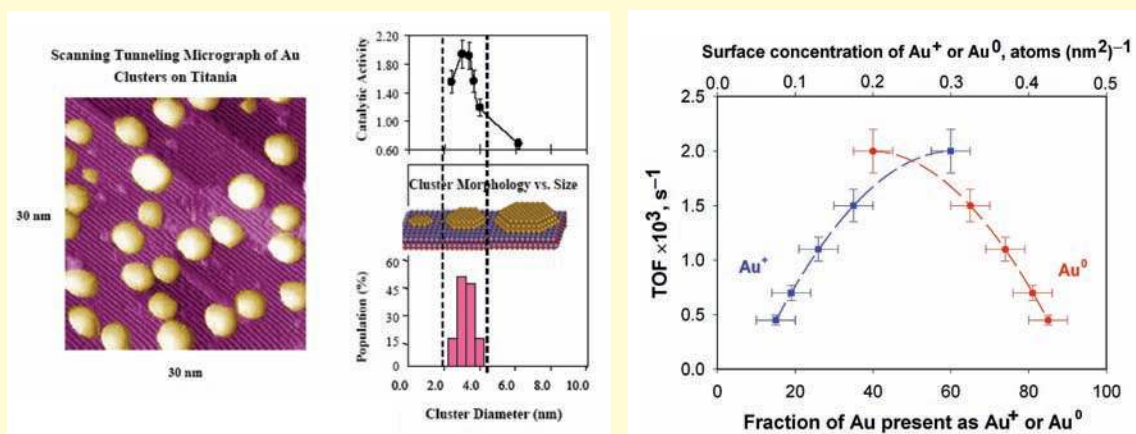 Scanning Tunneling Micrograph of Au
Clusters on Titania
30 nm
30 nm
Catalytic Activity
2.20
1.80
1.40
1.00
0.60
Cluster Morphology vs. Size
Population (%)
60
45
30
15
0
0.0 2.0 4.0 6.0 8.0 10.0
Cluster Diameter (nm)
Surface concentration of Au⁺ or Au⁰, atoms (nm²)⁻¹
0.0 0.1 0.2 0.3 0.4 0.5
TOF ×10³, s⁻¹
2.5
2.0
1.5
1.0
0.5
0.0
Au⁺
Au⁰
0 20 40 60 80 100
Fraction of Au present as Au⁺ or Au⁰